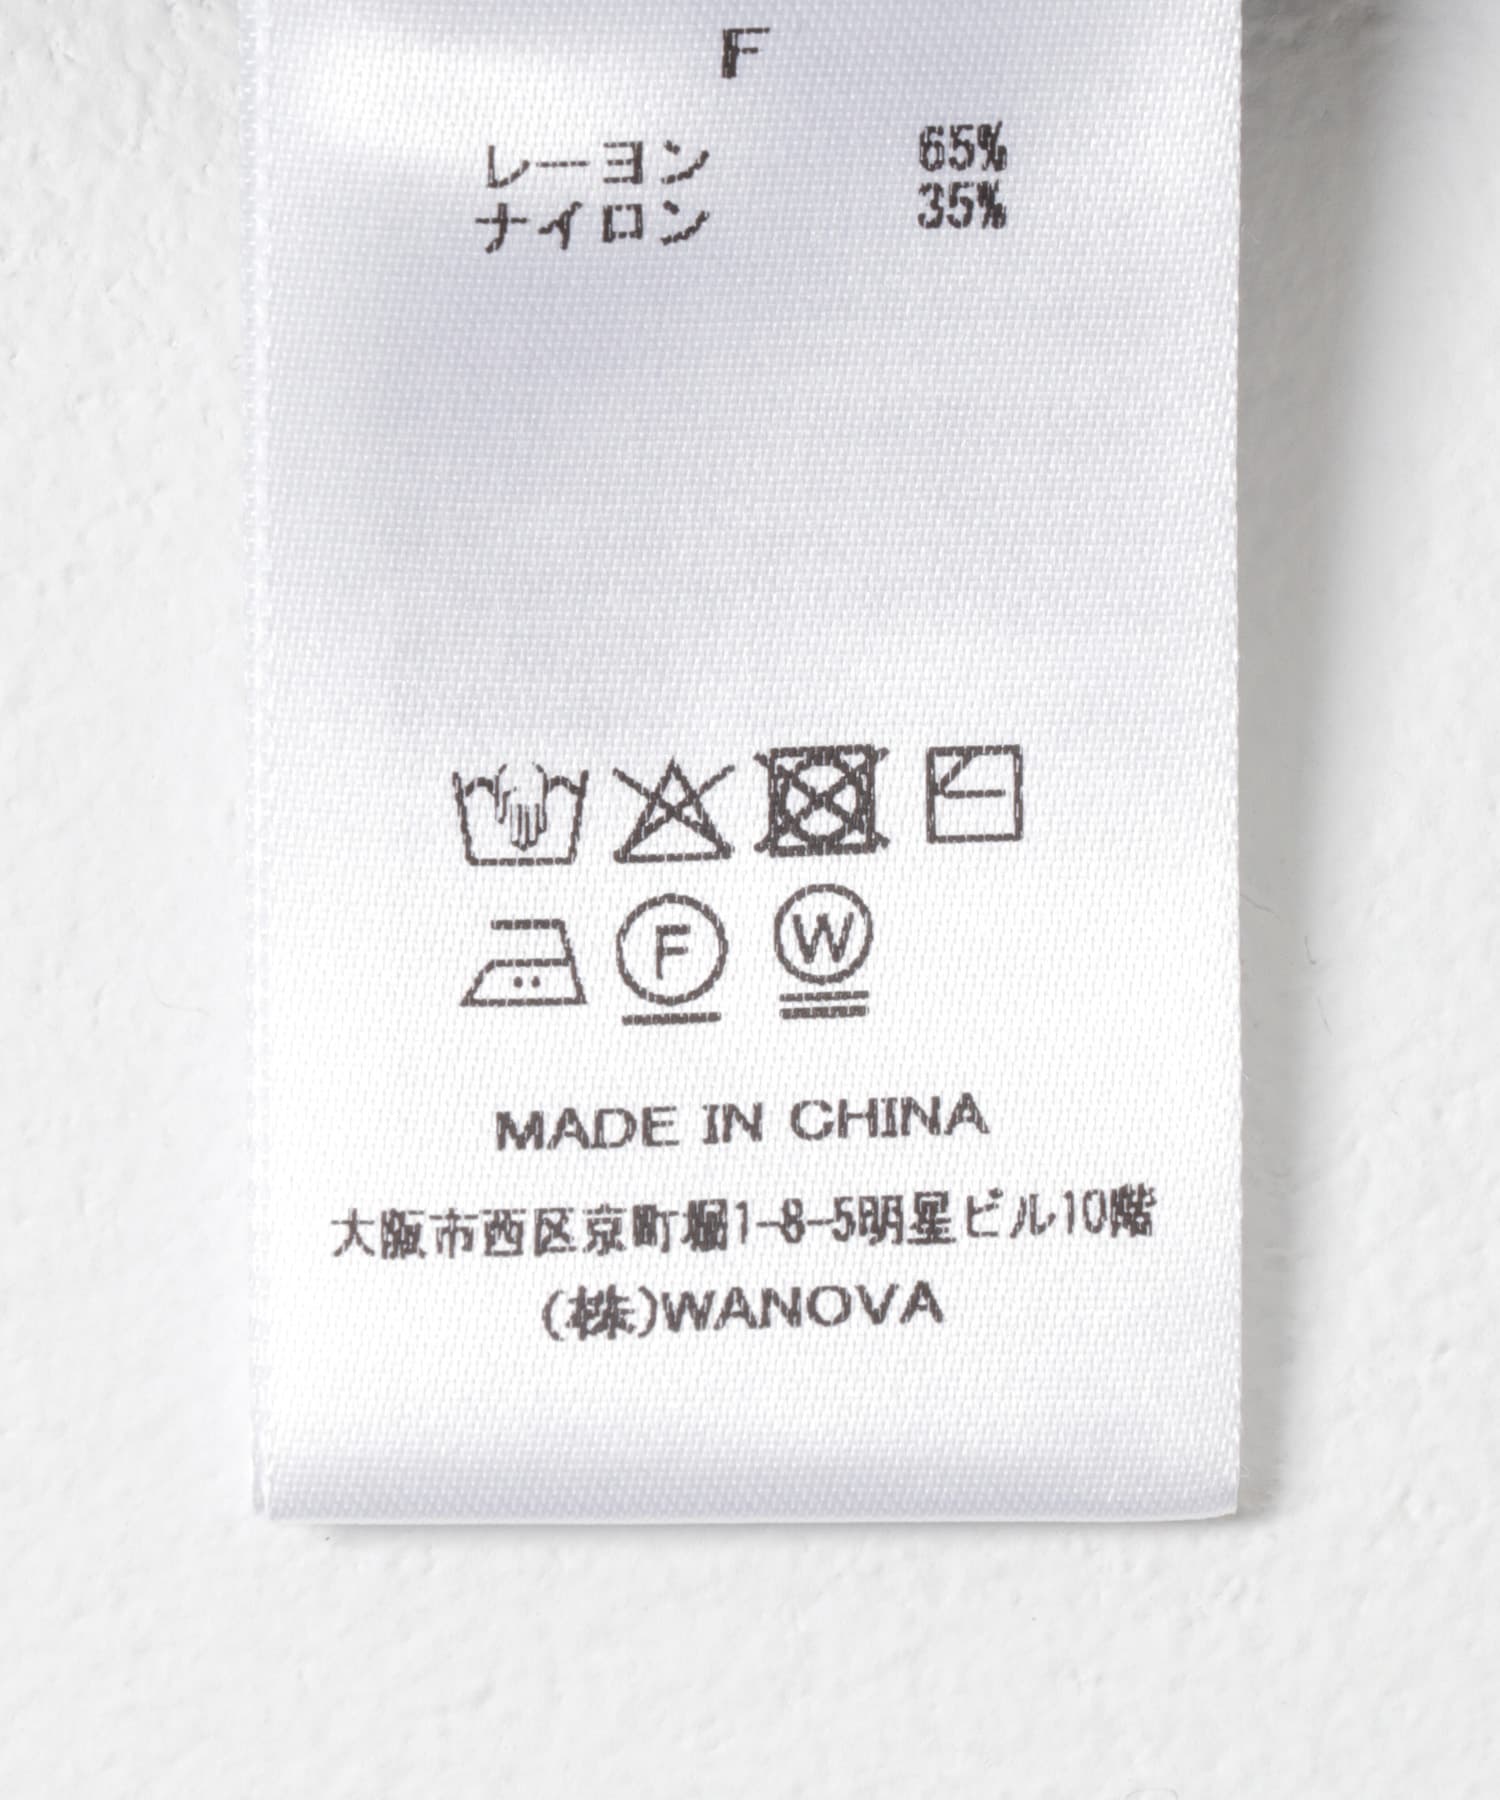 F
レーヨン 65%
ナイロン 35%
F W
MADE IN CHINA
大阪市西区京町堀1-8-5明星ビル10階
(株)WANOVA